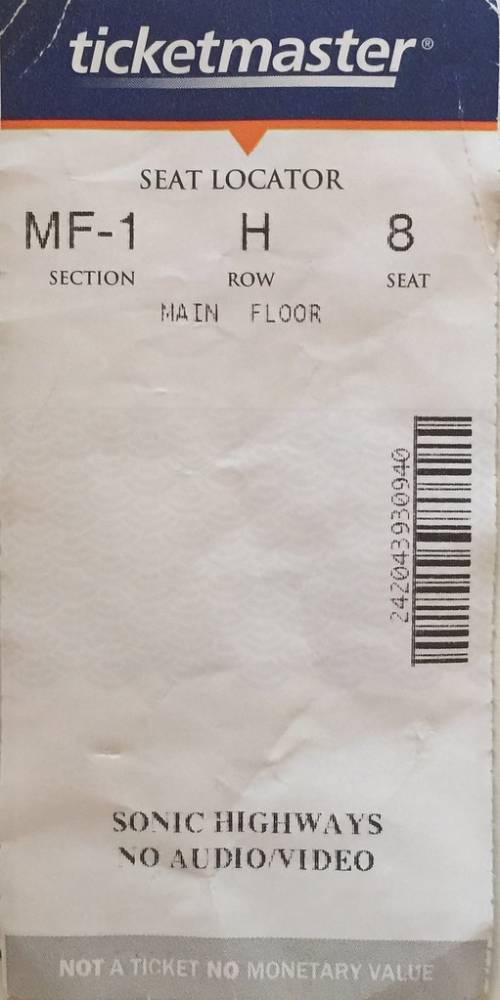 ticketmaster®
SEAT LOCATOR
MF-1 H 8
SECTION ROW SEAT
MAIN FLOOR
242043930940
SONIC HIGHWAYS
NO AUDIO/VIDEO
NOT A TICKET NO MONETARY VALUE